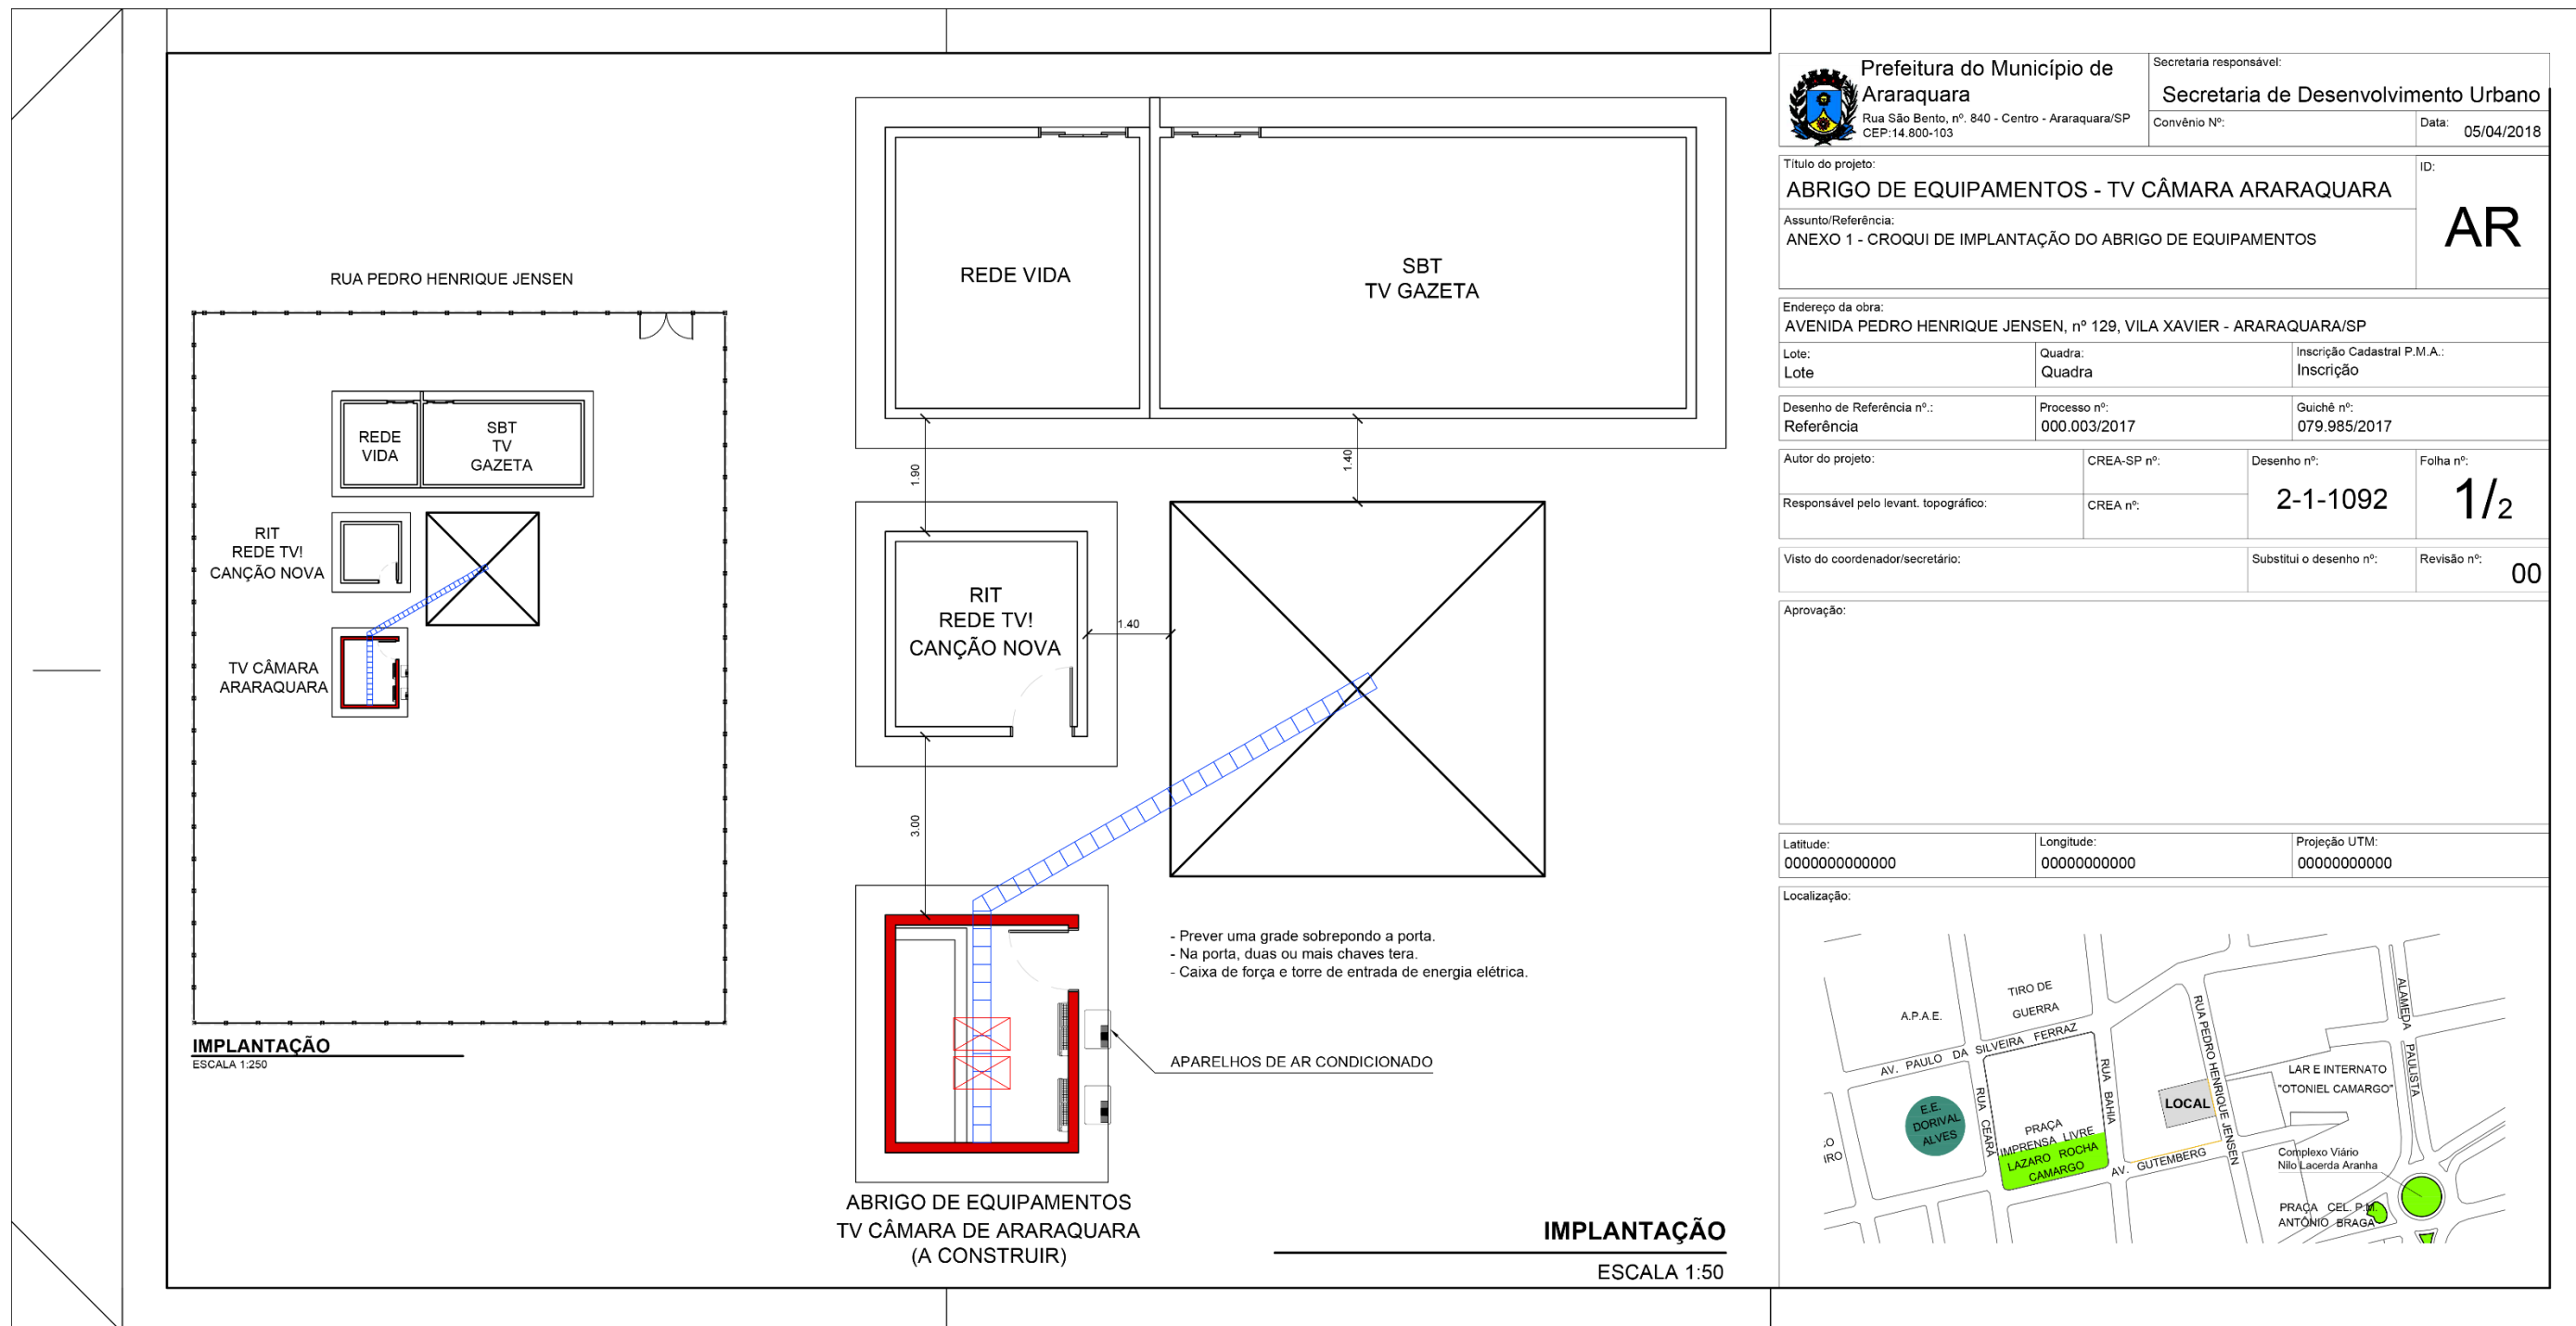 RUA PEDRO HENRIQUE JENSEN
REDE
VIDA
SBT
TV
GAZETA
RIT
REDE TV!
CANÇÃO NOVA
TV CÂMARA
ARARAQUARA
IMPLANTAÇÃO
ESCALA 1:250
REDE VIDA
SBT
TV GAZETA
1.90
1.40
RIT
REDE TV!
CANÇÃO NOVA
1.40
3.00
- Prever uma grade sobrepondo a porta.
- Na porta, duas ou mais chaves tera.
- Caixa de força e torre de entrada de energia elétrica.
APARELHOS DE AR CONDICIONADO
ABRIGO DE EQUIPAMENTOS
TV CÂMARA DE ARARAQUARA
(A CONSTRUIR)
IMPLANTAÇÃO
ESCALA 1:50
Prefeitura do Município de
Araraquara
Rua São Bento, nº. 840 - Centro - Araraquara/SP
CEP:14.800-103
Secretaria responsável:
Secretaria de Desenvolvimento Urbano
Convênio Nº:
Data:
05/04/2018
Título do projeto:
ABRIGO DE EQUIPAMENTOS - TV CÂMARA ARARAQUARA
ID:
AR
Assunto/Referência:
ANEXO 1 - CROQUI DE IMPLANTAÇÃO DO ABRIGO DE EQUIPAMENTOS
Endereço da obra:
AVENIDA PEDRO HENRIQUE JENSEN, nº 129, VILA XAVIER - ARARAQUARA/SP
Lote:
Lote
Quadra:
Quadra
Inscrição Cadastral P.M.A.:
Inscrição
Desenho de Referência nº.:
Referência
Processo nº:
000.003/2017
Guichê nº:
079.985/2017
Autor do projeto:
CREA-SP nº:
Desenho nº:
2-1-1092
Folha nº:
1/2
Responsável pelo levant. topográfico:
CREA nº:
Visto do coordenador/secretário:
Substitui o desenho nº:
Revisão nº:
00
Aprovação:
Latitude:
0000000000000
Longitude:
00000000000
Projeção UTM:
00000000000
Localização:
A.P.A.E.
TIRO DE
GUERRA
AV. PAULO DA SILVEIRA FERRAZ
RUA PEDRO HENRIQUE JENSEN
ALAMEDA PAULISTA
RUA CEARÁ
RUA BAHIA
LAR E INTERNATO
"OTONIEL CAMARGO"
LOCAL
E.E.
DORIVAL
ALVES
PRAÇA
IMPRENSA LIVRE
LAZARO ROCHA
CAMARGO
AV. GUTEMBERG
Complexo Viário
Nilo Lacerda Aranha
PRAÇA CEL. P.M.
ANTÔNIO BRAGA